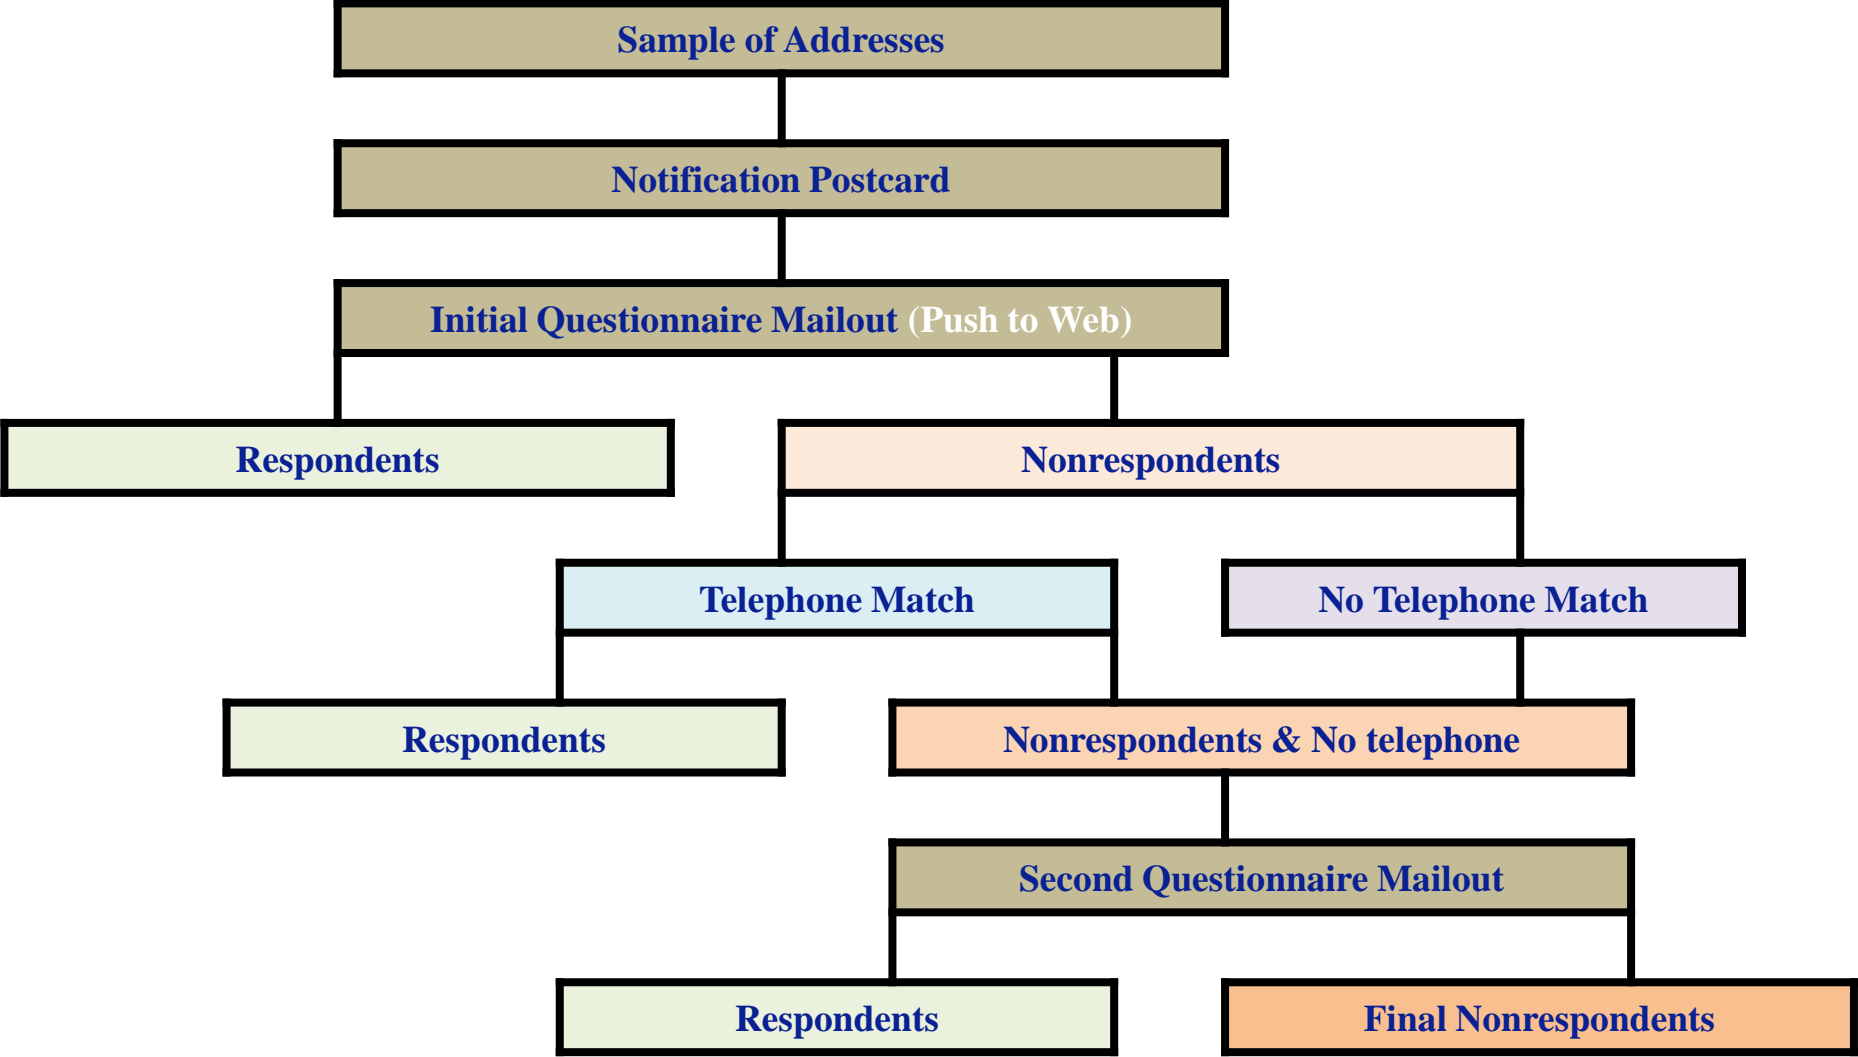 Sample of Addresses
Notification Postcard
Initial Questionnaire Mailout (Push to Web)
Respondents
Nonrespondents
Telephone Match
No Telephone Match
Respondents
Nonrespondents & No telephone
Second Questionnaire Mailout
Respondents
Final Nonrespondents